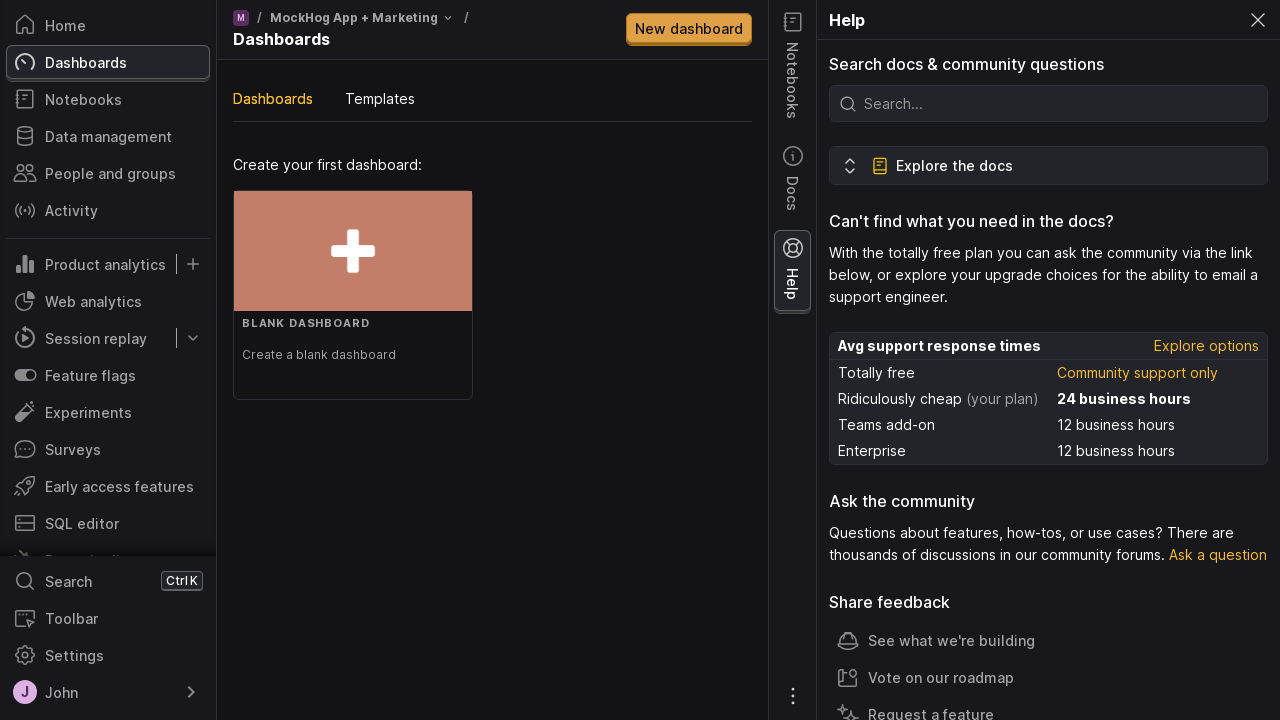 Home
Dashboards
Notebooks
Data management
People and groups
Activity
Product analytics
Web analytics
Session replay
Feature flags
Experiments
Surveys
Early access features
SQL editor
Search Ctrl K
Toolbar
Settings
J John
M / MockHog App + Marketing /
Dashboards
New dashboard
Dashboards Templates
Create your first dashboard:
BLANK DASHBOARD
Create a blank dashboard
Notebooks
Docs
Help
Help
Search docs & community questions
Search...
Explore the docs
Can't find what you need in the docs?
With the totally free plan you can ask the community via the link
below, or explore your upgrade choices for the ability to email a
support engineer.
Avg support response times Explore options
Totally free Community support only
Ridiculously cheap (your plan) 24 business hours
Teams add-on 12 business hours
Enterprise 12 business hours
Ask the community
Questions about features, how-tos, or use cases? There are
thousands of discussions in our community forums. Ask a question
Share feedback
See what we're building
Vote on our roadmap
Request a feature